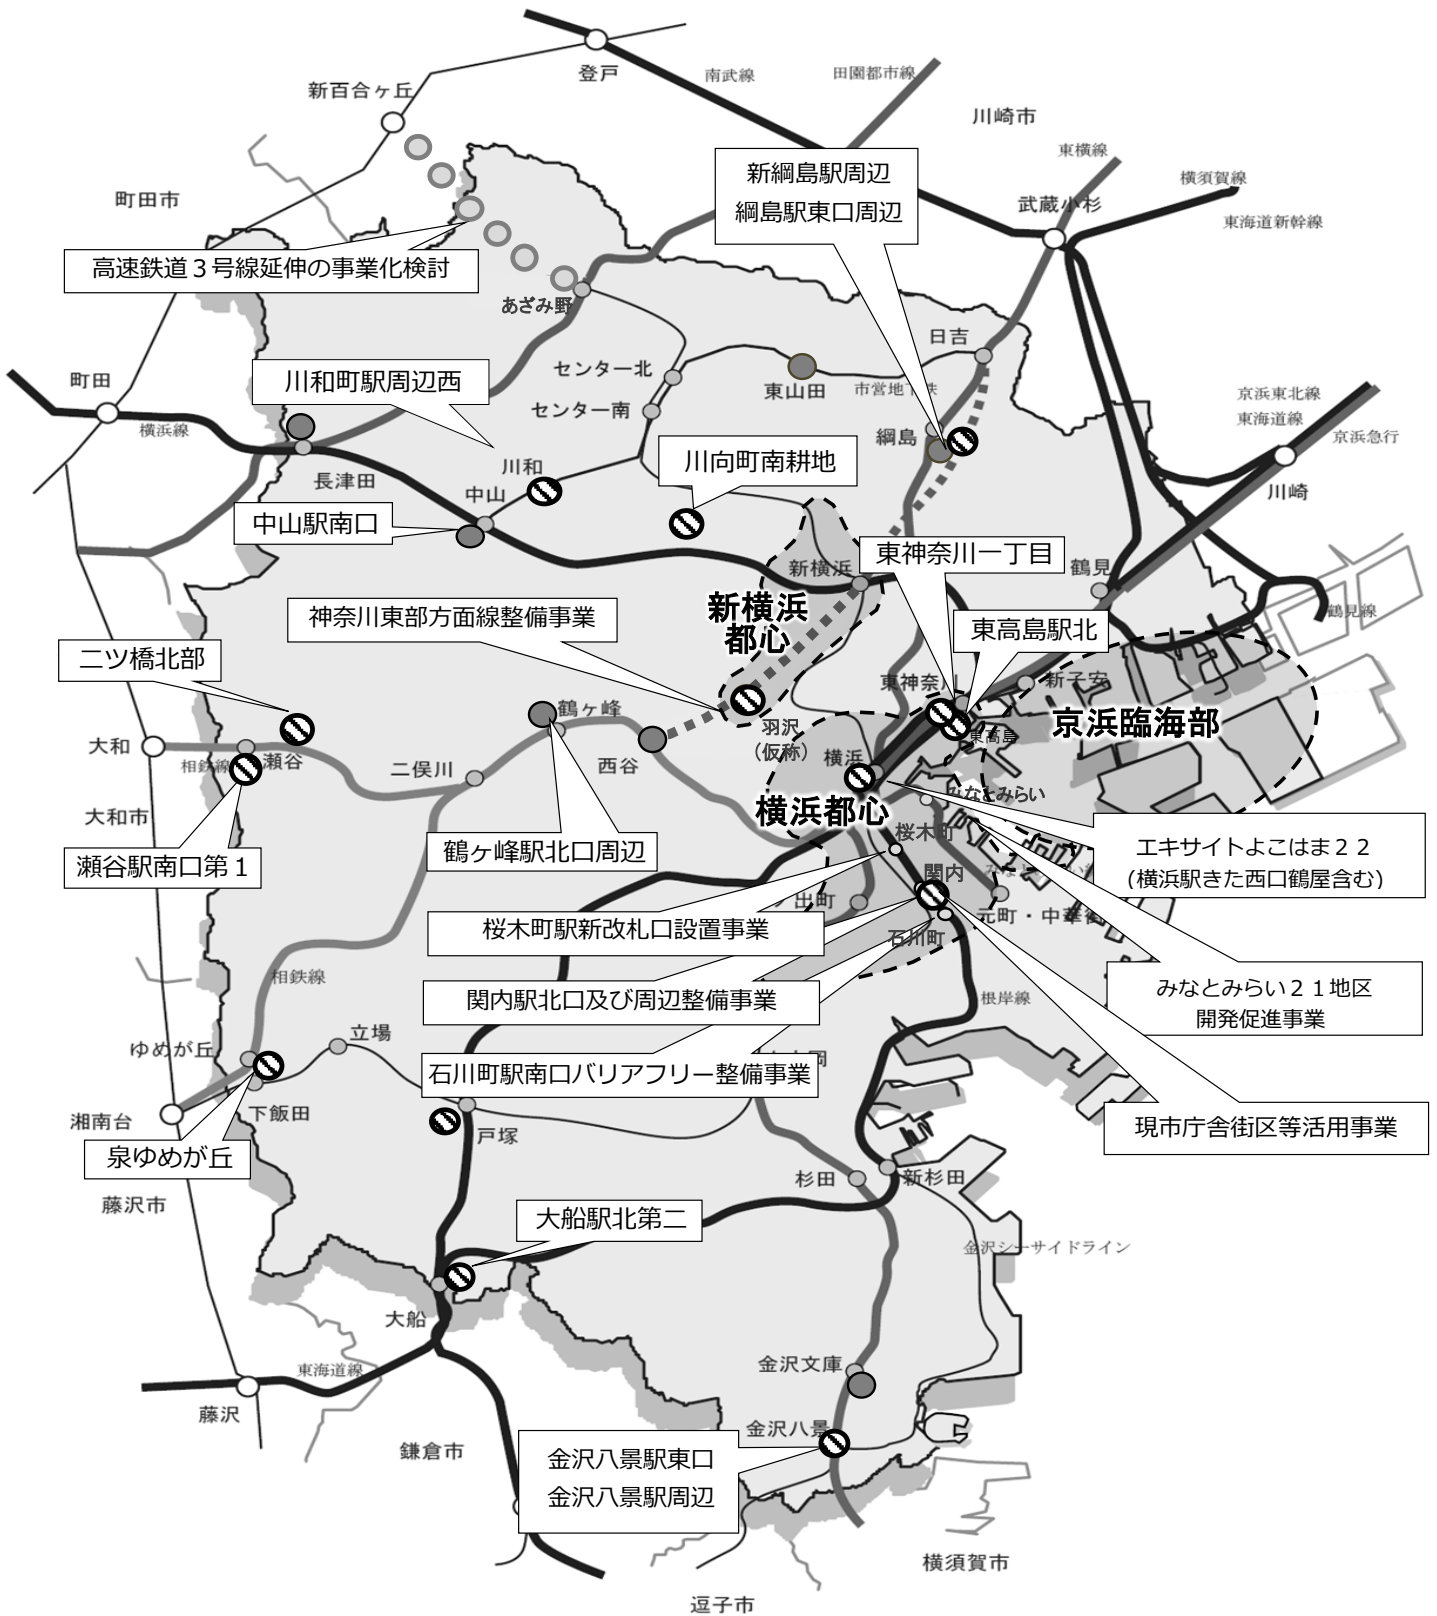 登戸
南武線
田園都市線
新百合ヶ丘
川崎市
東横線
横須賀線
町田市
新綱島駅周辺
綱島駅東口周辺
武蔵小杉
東海道新幹線
高速鉄道３号線延伸の事業化検討
あざみ野
日吉
町田
川和町駅周辺西
センター北
東山田
市営地下鉄
京浜東北線
東海道線
京浜急行
横浜線
センター南
綱島
長津田
川和
川向町南耕地
川崎
中山
中山駅南口
東神奈川一丁目
新横浜
鶴見
神奈川東部方面線整備事業
新横浜
都心
東高島駅北
鶴見線
二ツ橋北部
東神奈川
新子安
鶴ヶ峰
羽沢
（仮称）
東高島
京浜臨海部
大和
相鉄線
瀬谷
二俣川
西谷
横浜
みなとみらい
大和市
横浜都心
桜木町
瀬谷駅南口第１
鶴ヶ峰駅北口周辺
エキサイトよこはま２２
(横浜駅きた西口鶴屋含む)
関内
出町
元町・中華街
桜木町駅新改札口設置事業
石川町
相鉄線
関内駅北口及び周辺整備事業
根岸線
みなとみらい２１地区
開発促進事業
立場
ゆめが丘
石川町駅南口バリアフリー整備事業
湘南台
下飯田
戸塚
現市庁舎街区等活用事業
泉ゆめが丘
杉田
新杉田
藤沢市
大船駅北第二
金沢シーサイドライン
大船
東海道線
金沢文庫
藤沢
金沢八景
鎌倉市
金沢八景駅東口
金沢八景駅周辺
横須賀市
逗子市